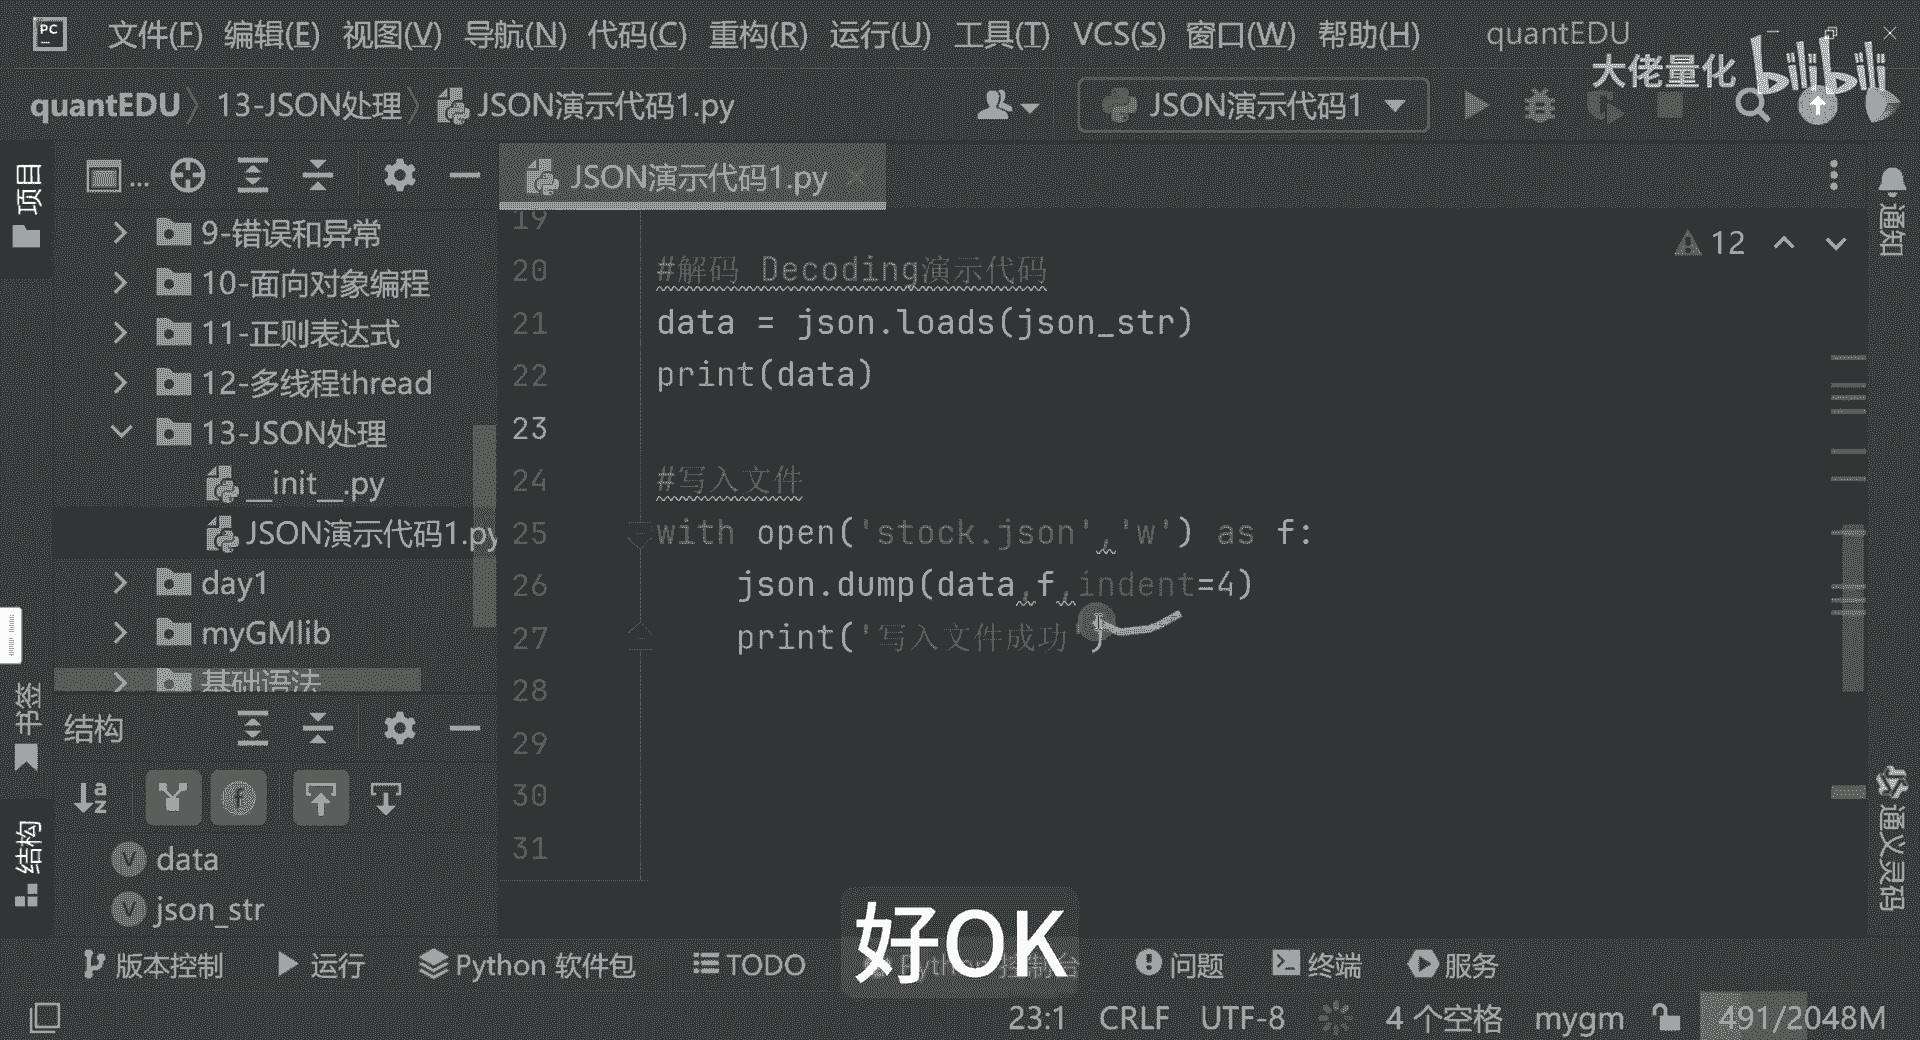 PC 文件(F) 编辑(E) 视图(V) 导航(N) 代码(C) 重构(R) 运行(U) 工具(T) VCS(S) 窗口(W) 帮助(H) quantEDU
大佬量化 bilibili
quantEDU 13-JSON处理 JSON演示代码1.py JSON演示代码1
项目
...
JSON演示代码1.py
通知
9-错误和异常
10-面向对象编程
11-正则表达式
12-多线程thread
13-JSON处理
__init__.py
JSON演示代码1.py
day1
myGMlib
基础语法
12
19
20 #解码 Decoding演示代码
21 data = json.loads(json_str)
22 print(data)
23
24 #写入文件
25 with open('stock.json','w') as f:
26 json.dump(data,f,indent=4)
27 print('写入文件成功')
28
29
30
31
书签
结构
结构
data
json_str
通义灵码
好OK
版本控制 运行 Python 软件包 TODO Python 控制台 问题 终端 服务
23:1 CRLF UTF-8 4 个空格 mygm 491/2048M